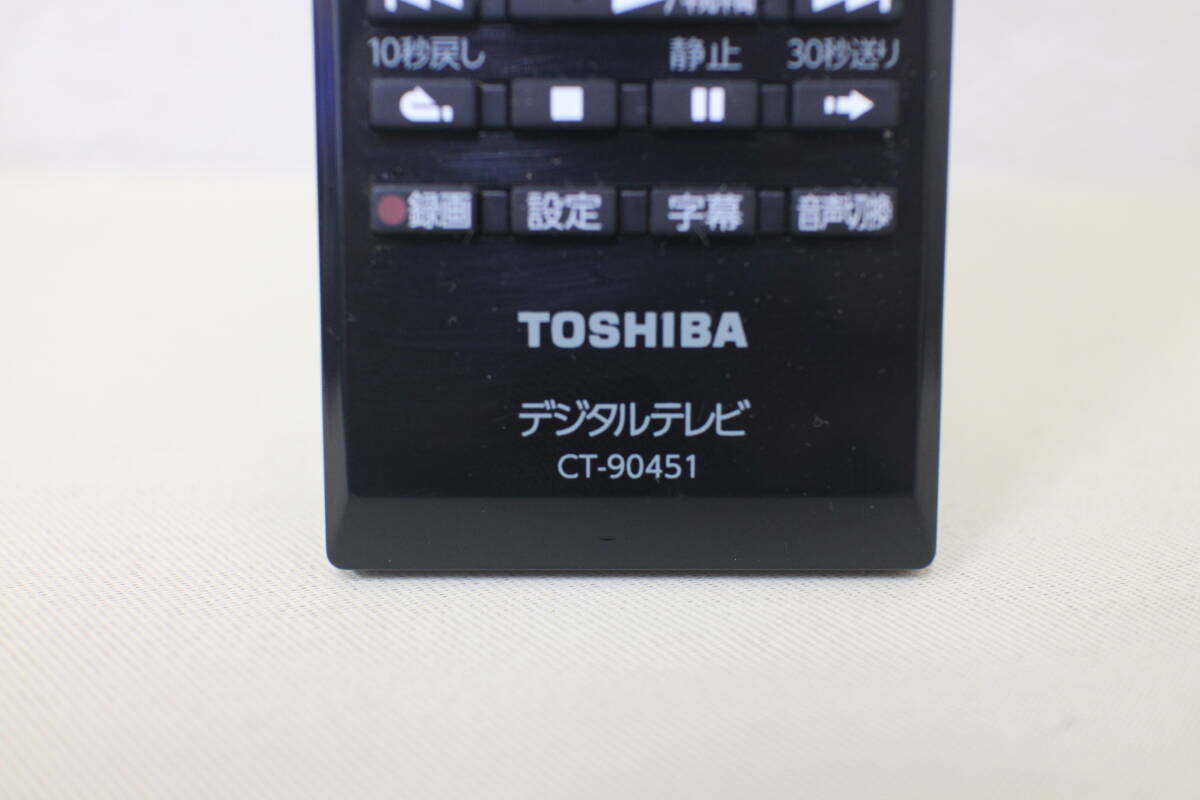 10秒戻し 静止 30秒送り
録画 設定 字幕 音声切換
TOSHIBA
デジタルテレビ
CT-90451